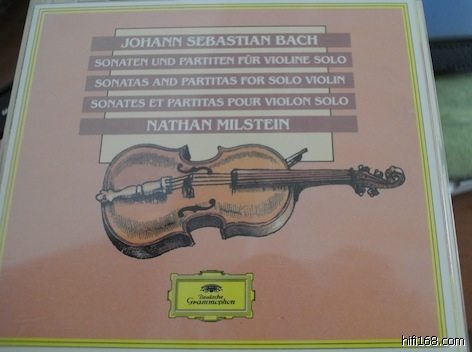 JOHANN SEBASTIAN BACH
SONATEN UND PARTITEN FÜR VIOLINE SOLO
SONATAS AND PARTITAS FOR SOLO VIOLIN
SONATES ET PARTITAS POUR VIOLON SOLO
NATHAN MILSTEIN
Deutsche
Grammophon
hifi168.com